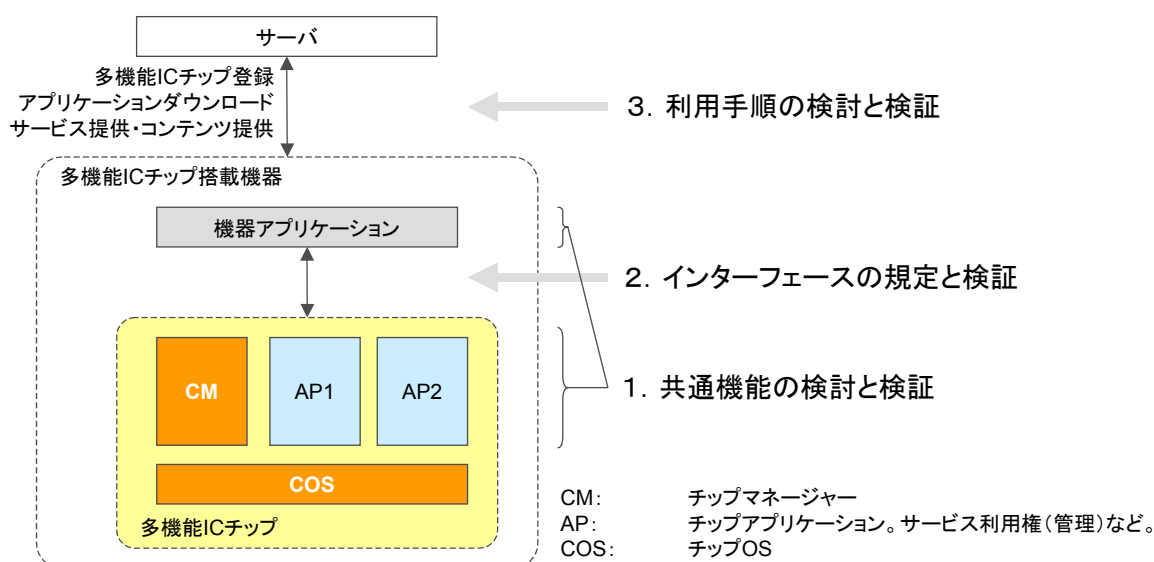 サーバ
多機能ICチップ登録
アプリケーションダウンロード
サービス提供・コンテンツ提供
3．利用手順の検討と検証
多機能ICチップ搭載機器
機器アプリケーション
2．インターフェースの規定と検証
CM
AP1
AP2
1．共通機能の検討と検証
COS
多機能ICチップ
CM： チップマネージャー
AP： チップアプリケーション。サービス利用権（管理）など。
COS： チップOS